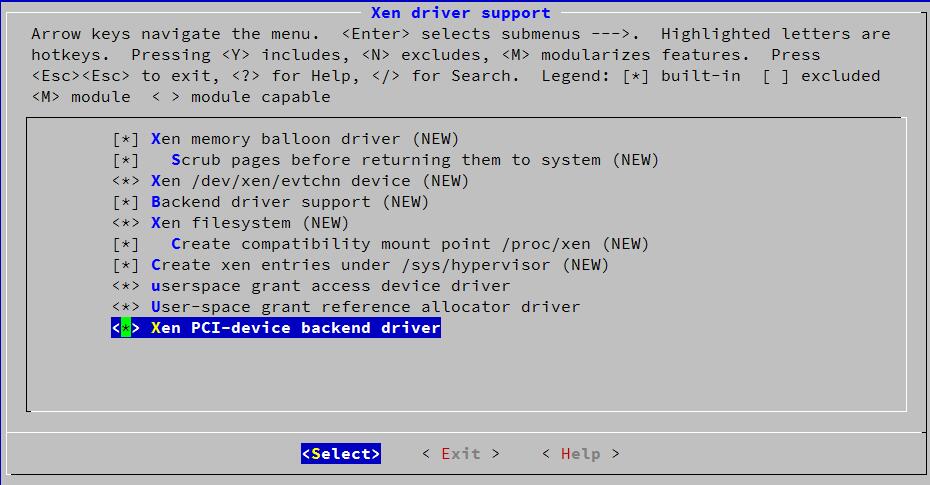 Xen driver support
Arrow keys navigate the menu.  <Enter> selects submenus --->.  Highlighted letters are
hotkeys.  Pressing <Y> includes, <N> excludes, <M> modularizes features.  Press
<Esc><Esc> to exit, <?> for Help, </> for Search.  Legend: [*] built-in  [ ] excluded
<M> module  < > module capable
[*] Xen memory balloon driver (NEW)
[*]   Scrub pages before returning them to system (NEW)
<*> Xen /dev/xen/evtchn device (NEW)
[*] Backend driver support (NEW)
<*> Xen filesystem (NEW)
[*]   Create compatibility mount point /proc/xen (NEW)
[*] Create xen entries under /sys/hypervisor (NEW)
<*> userspace grant access device driver
<*> User-space grant reference allocator driver
<*> Xen PCI-device backend driver
<Select>    < Exit >    < Help >